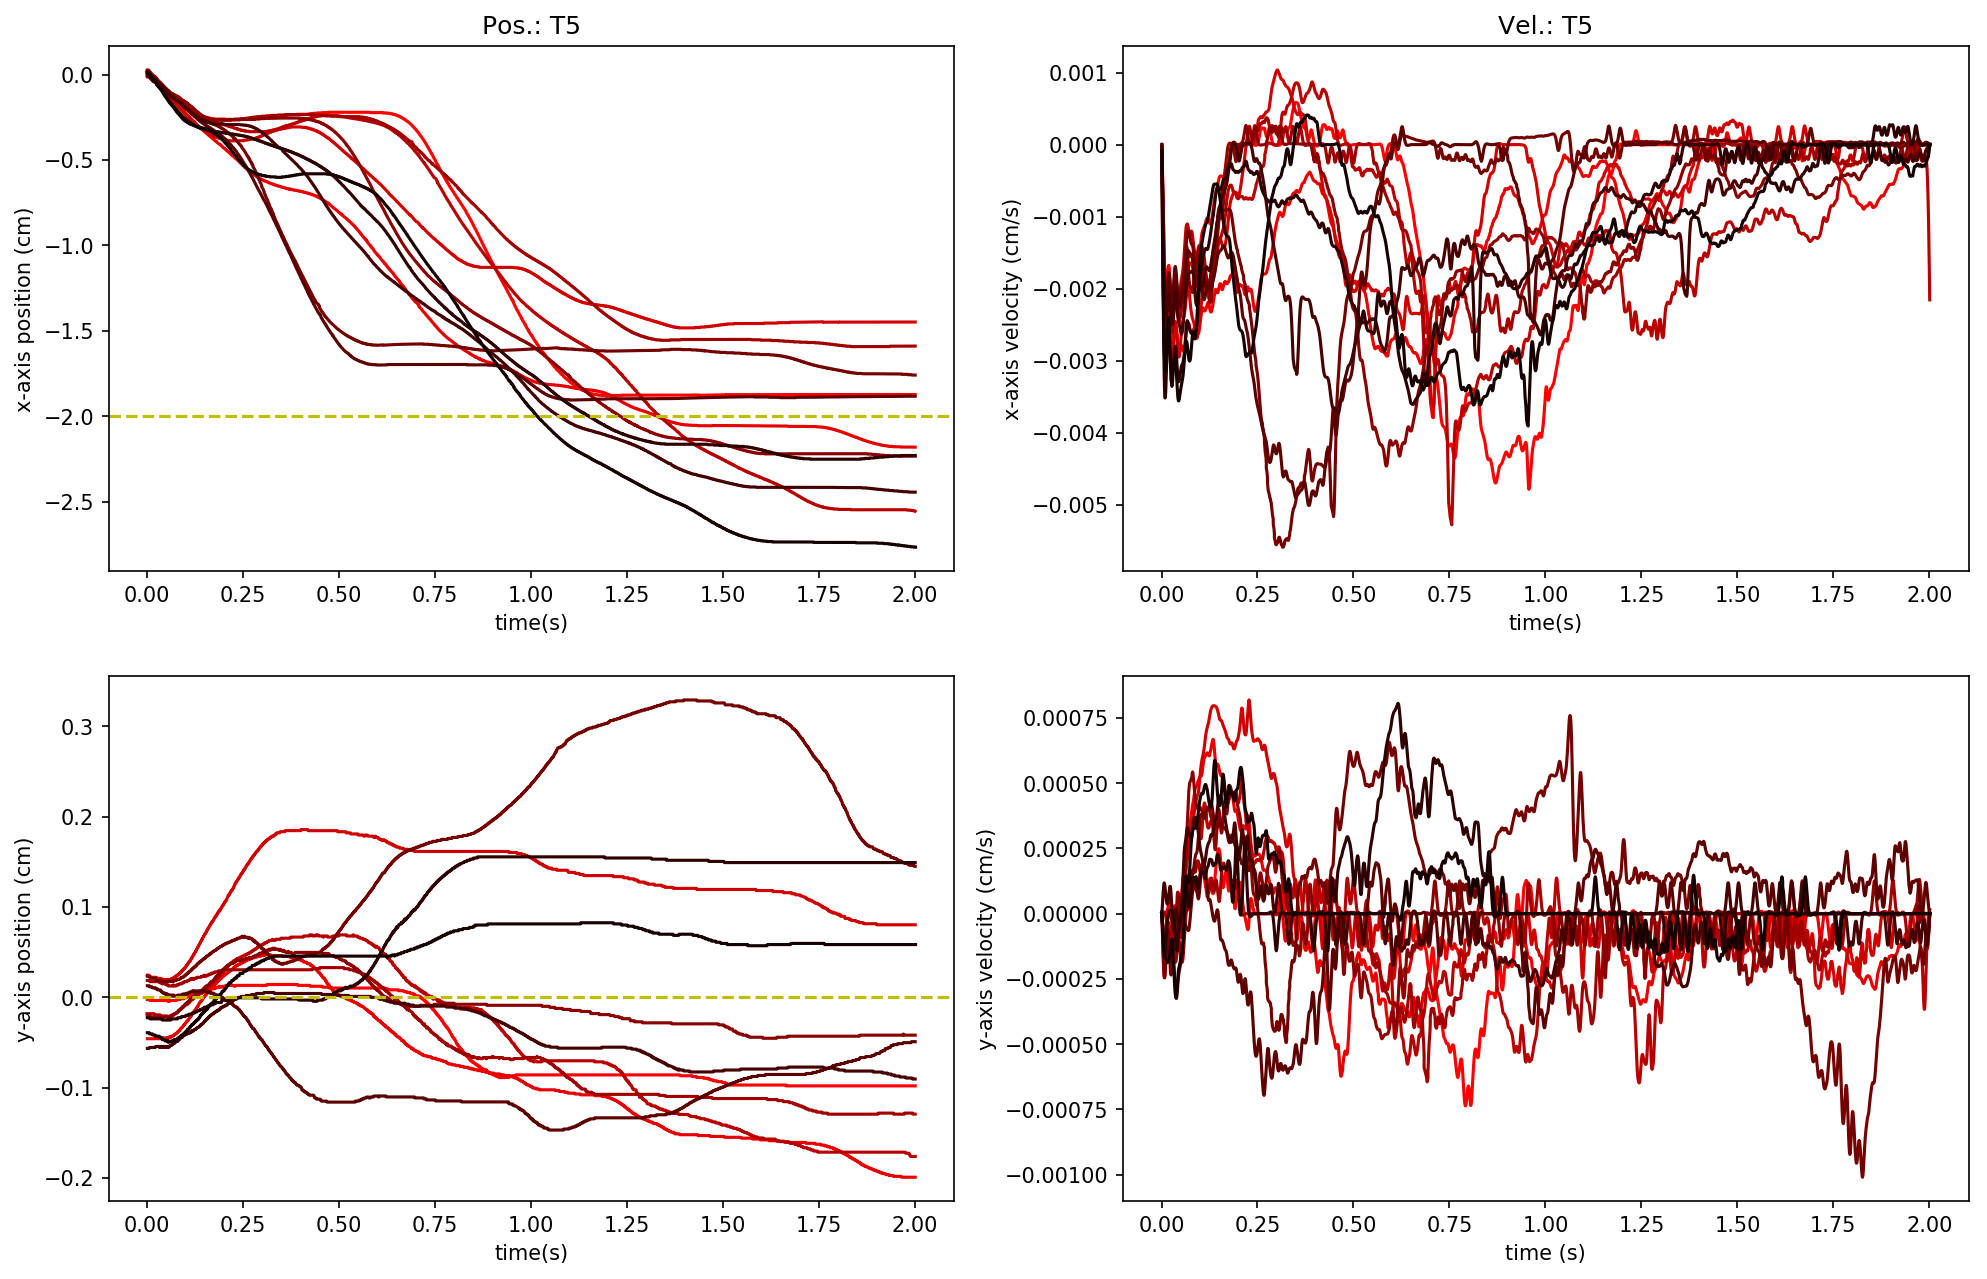 Pos.: T5
x-axis position (cm)
0.0
−0.5
−1.0
−1.5
−2.0
−2.5
0.00 0.25 0.50 0.75 1.00 1.25 1.50 1.75 2.00
time(s)
Vel.: T5
x-axis velocity (cm/s)
0.001
0.000
−0.001
−0.002
−0.003
−0.004
−0.005
0.00 0.25 0.50 0.75 1.00 1.25 1.50 1.75 2.00
time(s)
y-axis position (cm)
0.3
0.2
0.1
0.0
−0.1
−0.2
0.00 0.25 0.50 0.75 1.00 1.25 1.50 1.75 2.00
time(s)
y-axis velocity (cm/s)
0.00075
0.00050
0.00025
0.00000
−0.00025
−0.00050
−0.00075
−0.00100
0.00 0.25 0.50 0.75 1.00 1.25 1.50 1.75 2.00
time (s)